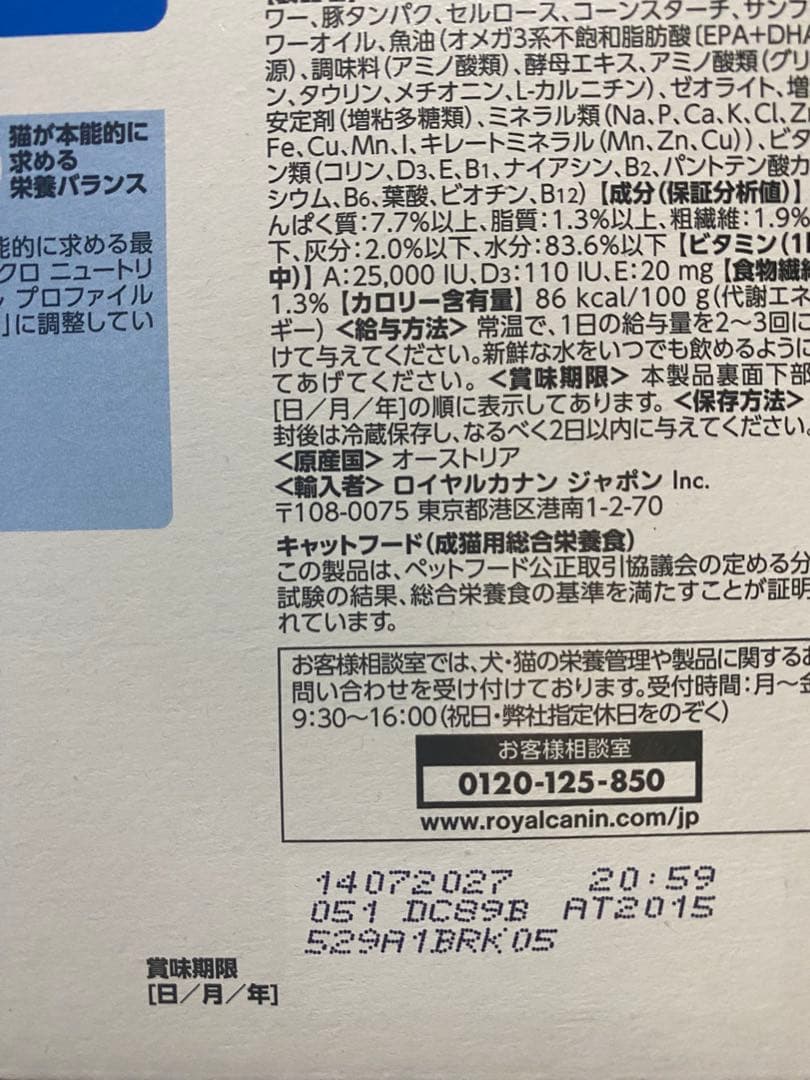 ワー、豚タンパク、セルロース、コーンスターチ、サンフ
ワーオイル、魚油（オメガ3系不飽和脂肪酸〔EPA+DHA
源）、調味料（アミノ酸類）、酵母エキス、アミノ酸類（グリ
ン、タウリン、メチオニン、L-カルニチン）、ゼオライト、増
安定剤（増粘多糖類）、ミネラル類（Na、P、Ca、K、Cl、Zn
Fe、Cu、Mn、I、キレートミネラル（Mn、Zn、Cu））、ビタ
ン類（コリン、D3、E、B1、ナイアシン、B2、パントテン酸カ
シウム、B6、葉酸、ビオチン、B12）【成分（保証分析値）】
んぱく質：7.7%以上、脂質：1.3%以上、粗繊維：1.9%
下、灰分：2.0%以下、水分：83.6%以下【ビタミン（1
中）】A：25,000 IU、D3：110 IU、E：20 mg【食物繊維
1.3%【カロリー含有量】 86 kcal/100 g（代謝エネ
ギー）＜給与方法＞ 常温で、1日の給与量を2～3回に
けて与えてください。新鮮な水をいつでも飲めるように
てあげてください。＜賞味期限＞ 本製品裏面下部
[日／月／年]の順に表示してあります。＜保存方法＞
封後は冷蔵保存し、なるべく2日以内に与えてください。
＜原産国＞ オーストリア
＜輸入者＞ ロイヤルカナン ジャポン Inc.
〒108-0075 東京都港区港南1-2-70
キャットフード（成猫用総合栄養食）
この製品は、ペットフード公正取引協議会の定める分
試験の結果、総合栄養食の基準を満たすことが証明
れています。
お客様相談室では、犬・猫の栄養管理や製品に関するお
問い合わせを受け付けております。受付時間：月～金
9:30～16:00（祝日・弊社指定休日をのぞく）
お客様相談室
0120-125-850
www.royalcanin.com/jp
猫が本能的に
求める
栄養バランス
能的に求める最
クロ ニュートリ
プロファイル
」に調整してい
14072027 20:59
051 DC89B AT2015
529A1BRK05
賞味期限
[日／月／年]